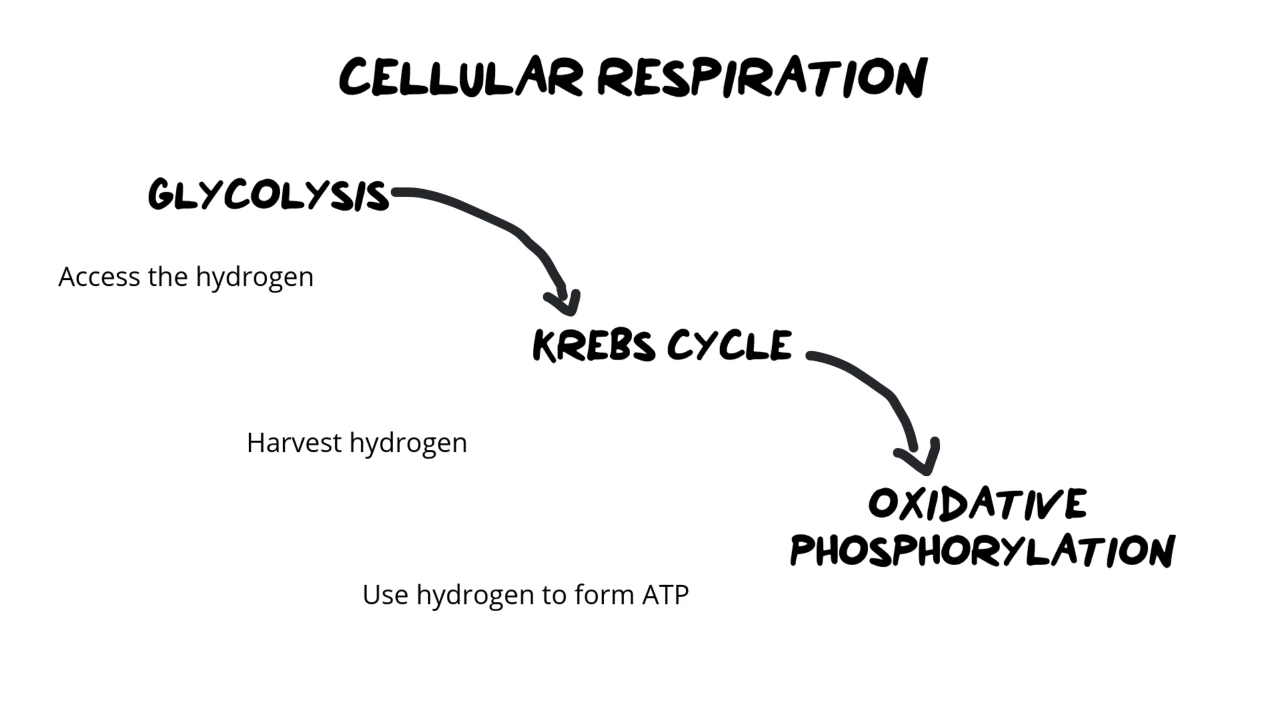 CELLULAR RESPIRATION
GLYCOLYSIS
Access the hydrogen
KREBS CYCLE
Harvest hydrogen
OXIDATIVE
PHOSPHORYLATION
Use hydrogen to form ATP